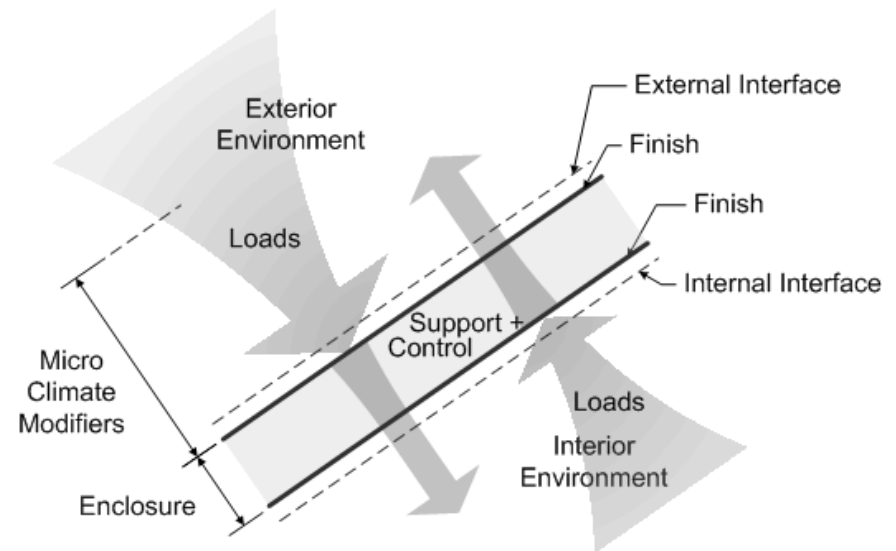 External Interface
Exterior
Environment
Finish
Finish
Loads
Internal Interface
Support +
Control
Micro
Climate
Modifiers
Loads
Interior
Environment
Enclosure